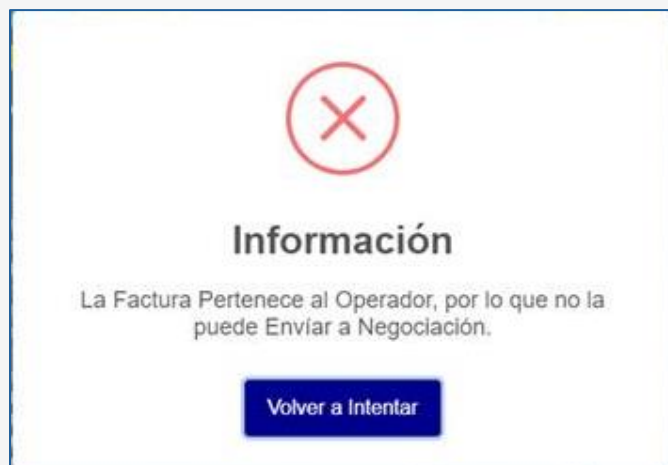 Información
La Factura Pertenece al Operador, por lo que no la
puede Envíar a Negociación.
Volver a Intentar